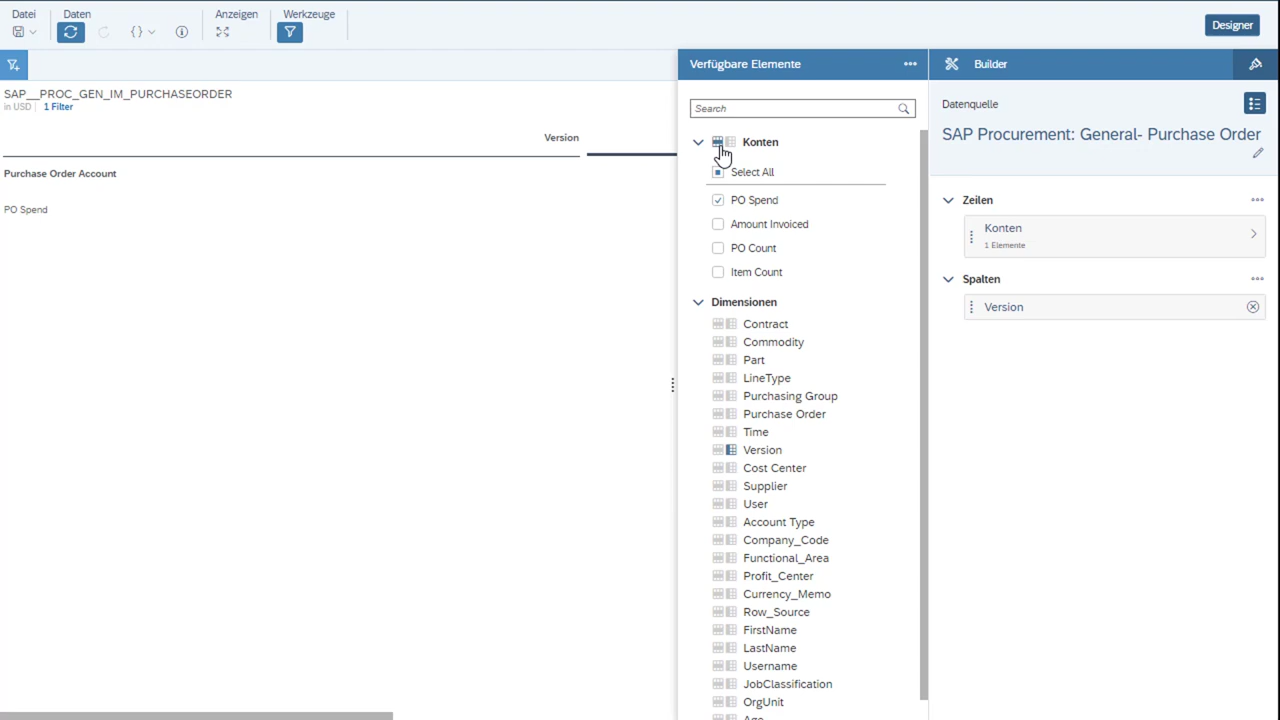 Datei
Daten
Anzeigen
Werkzeuge
Designer
SAP__PROC_GEN_IM_PURCHASEORDER
in USD 1 Filter
Version
Purchase Order Account
PO Spend
Verfügbare Elemente
Search
Konten
Select All
PO Spend
Amount Invoiced
PO Count
Item Count
Dimensionen
Contract
Commodity
Part
LineType
Purchasing Group
Purchase Order
Time
Version
Cost Center
Supplier
User
Account Type
Company_Code
Functional_Area
Profit_Center
Currency_Memo
Row_Source
FirstName
LastName
Username
JobClassification
OrgUnit
Builder
Datenquelle
SAP Procurement: General- Purchase Order
Zeilen
Konten
1 Elemente
Spalten
Version